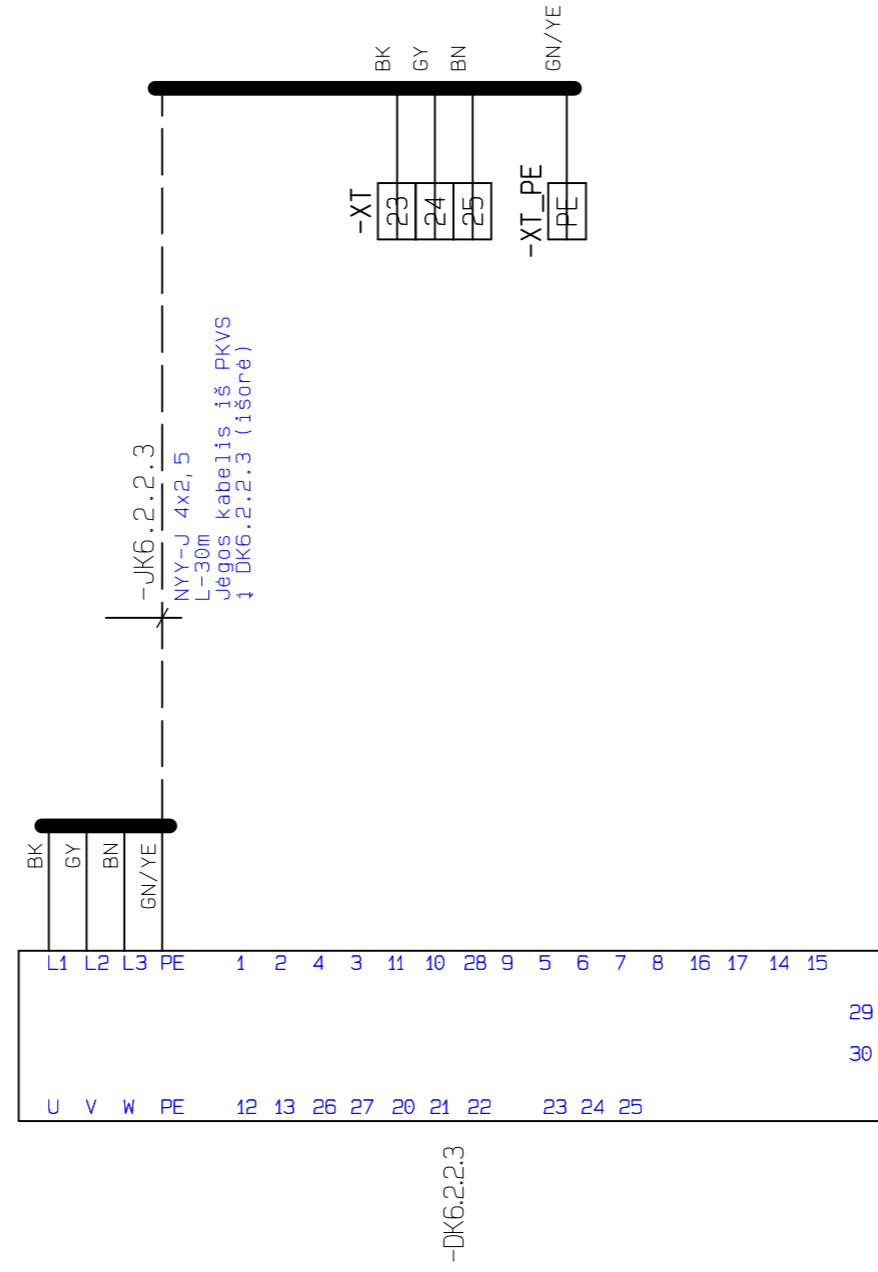 BK
GY
BN
GN/YE
-XT
23
24
25
-XT_PE
PE
-JK6.2.2.3
NYY-J 4x2,5
L-30m
Jėgos kabelis iš PKVS
į DK6.2.2.3 (išorė)
BK
GY
BN
GN/YE
L1 L2 L3 PE 1 2 4 3 11 10 28 9 5 6 7 8 16 17 14 15
29
30
U V W PE 12 13 26 27 20 21 22 23 24 25
-DK6.2.2.3